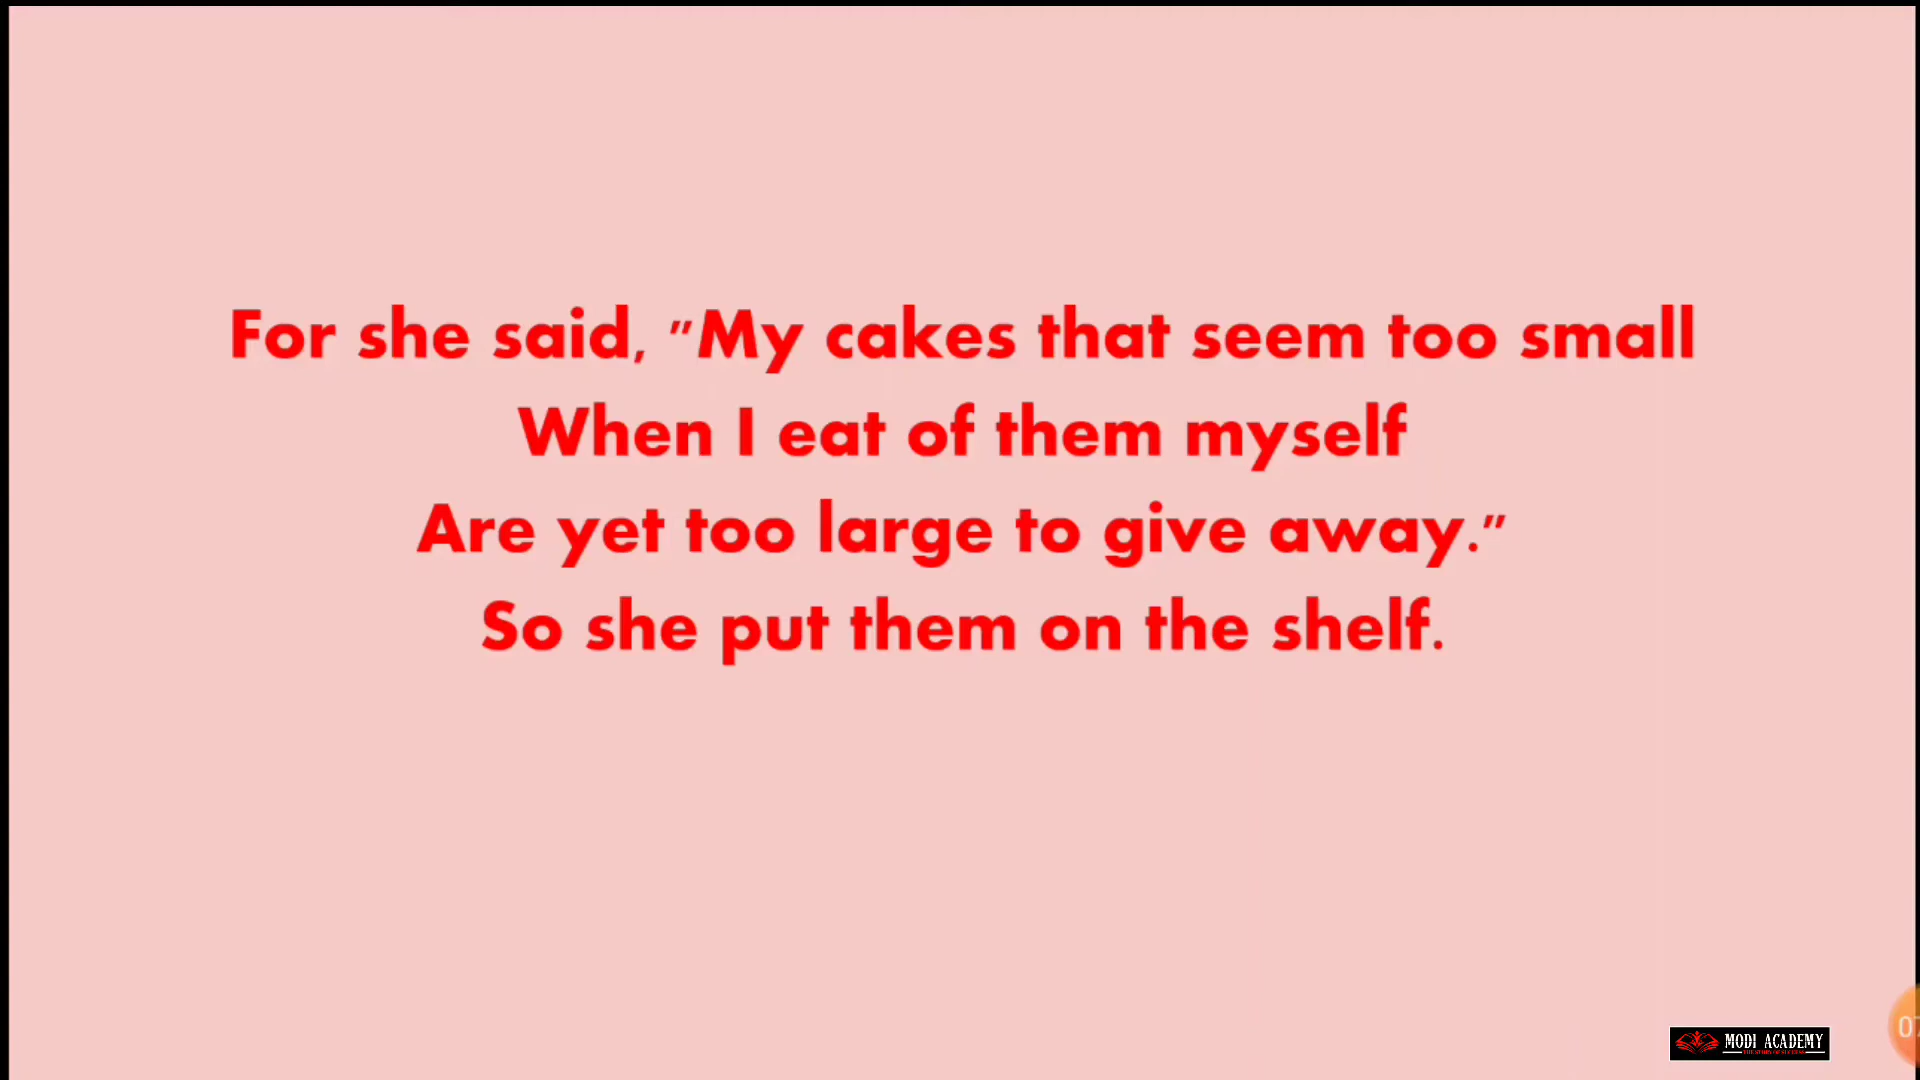 For she said, "My cakes that seem too small
When I eat of them myself
Are yet too large to give away."
So she put them on the shelf.
MODI ACADEMY
07